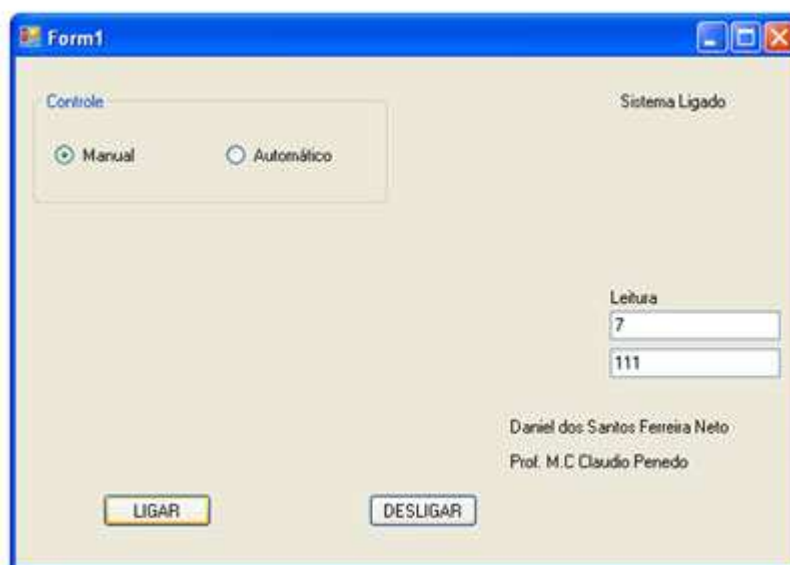 Form1
Controle
Sistema Ligado
Manual
Automático
Leitura
7
111
Daniel dos Santos Ferreira Neto
Prof. M.C Claudio Penedo
LIGAR
DESLIGAR